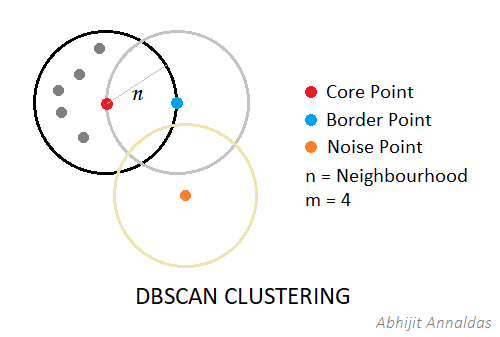 n
Core Point
Border Point
Noise Point
n = Neighbourhood
m = 4
DBSCAN CLUSTERING
Abhijit Annaldas